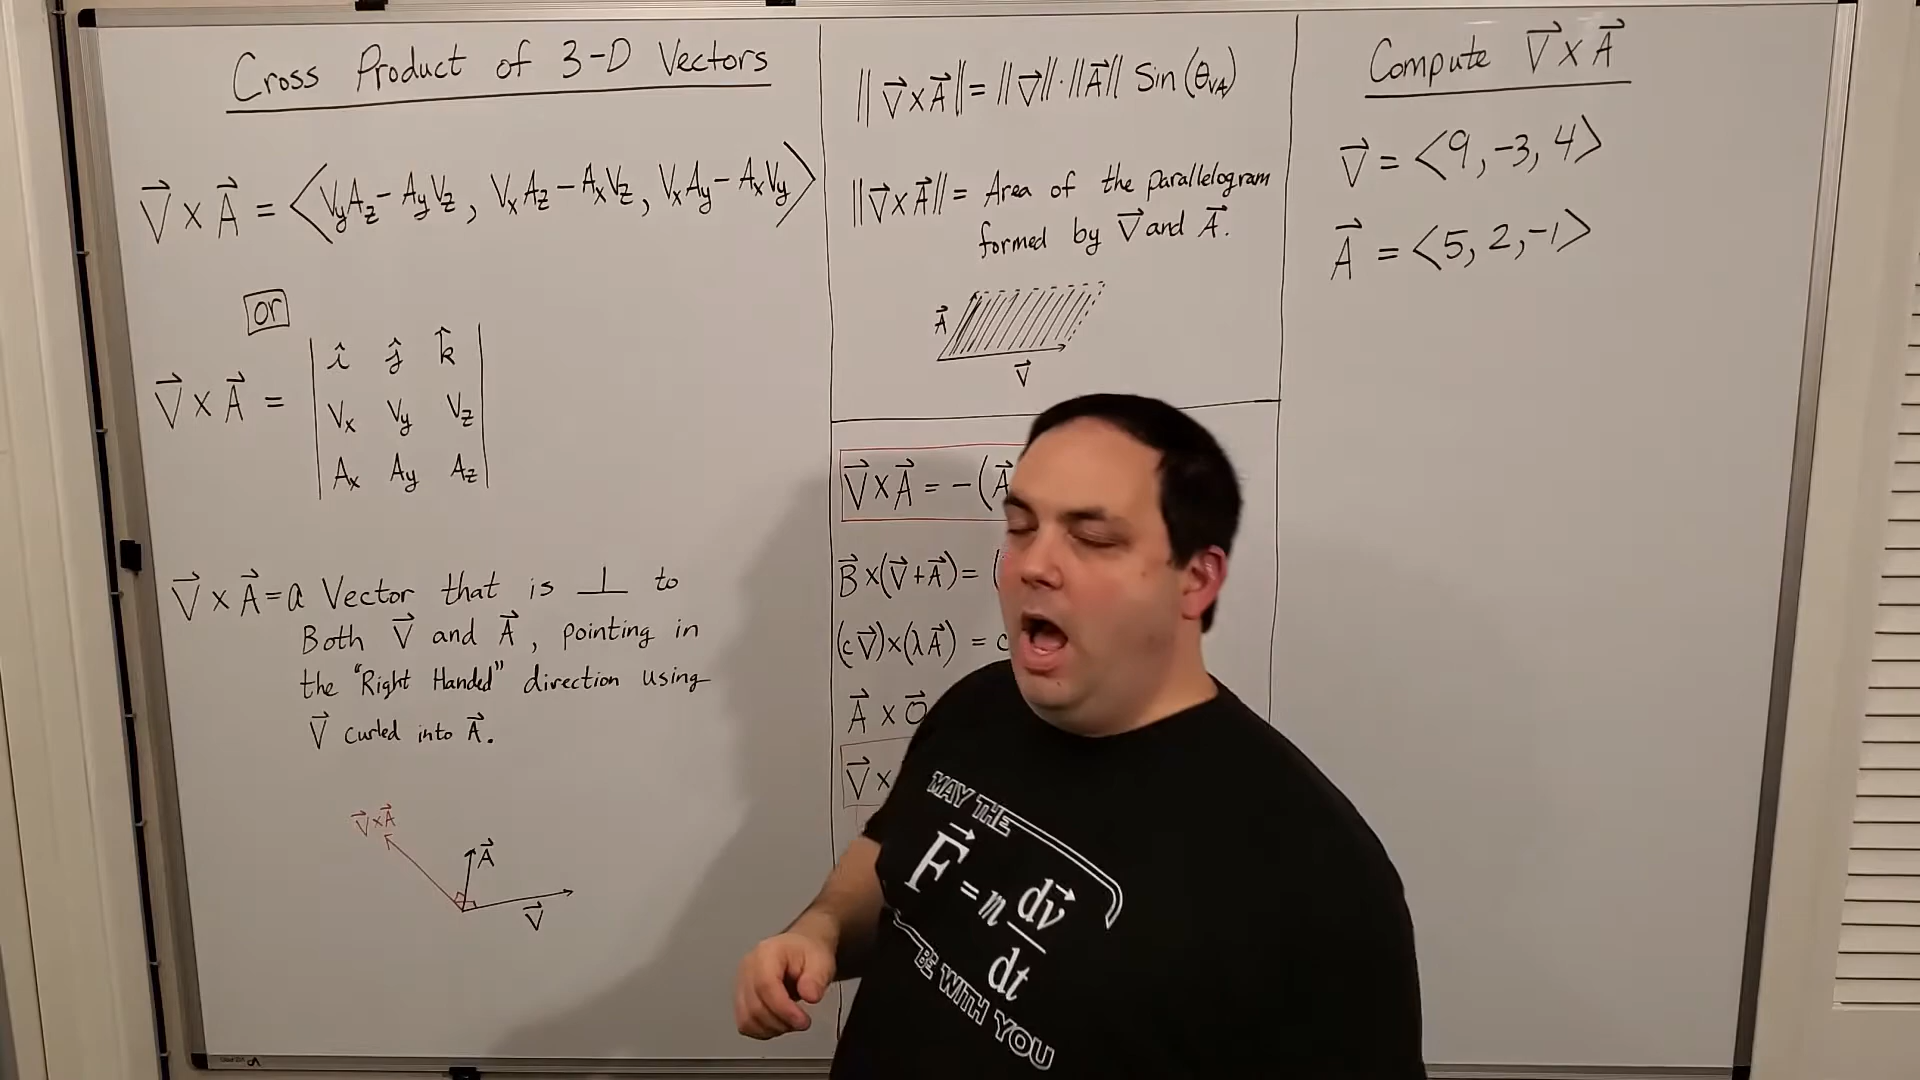 Cross Product of 3-D Vectors
V⃗ × A⃗ = ⟨VyAz − AyVz, VxAz − AxVz, VxAy − AxVy⟩
or
V⃗ × A⃗ = | î ĵ k̂ |
| Vx Vy Vz |
| Ax Ay Az |
V⃗ × A⃗ = a Vector that is ⊥ to
Both V⃗ and A⃗, pointing in
the "Right Handed" direction using
V⃗ curled into A⃗.
V⃗×A⃗
A⃗
V⃗
||V⃗×A⃗|| = ||V⃗||·||A⃗|| Sin(θVA)
||V⃗×A⃗|| = Area of the parallelogram
formed by V⃗ and A⃗.
A⃗
V⃗
V⃗×A⃗ = −(A⃗
B⃗×(V⃗+A⃗) = (
(cV⃗)×(λA⃗) = c
A⃗ × 0⃗
V⃗ ×
Compute V⃗×A⃗
V⃗ = ⟨9, -3, 4⟩
A⃗ = ⟨5, 2, -1⟩
MAY THE
F⃗ = m dv⃗/dt
BE WITH YOU